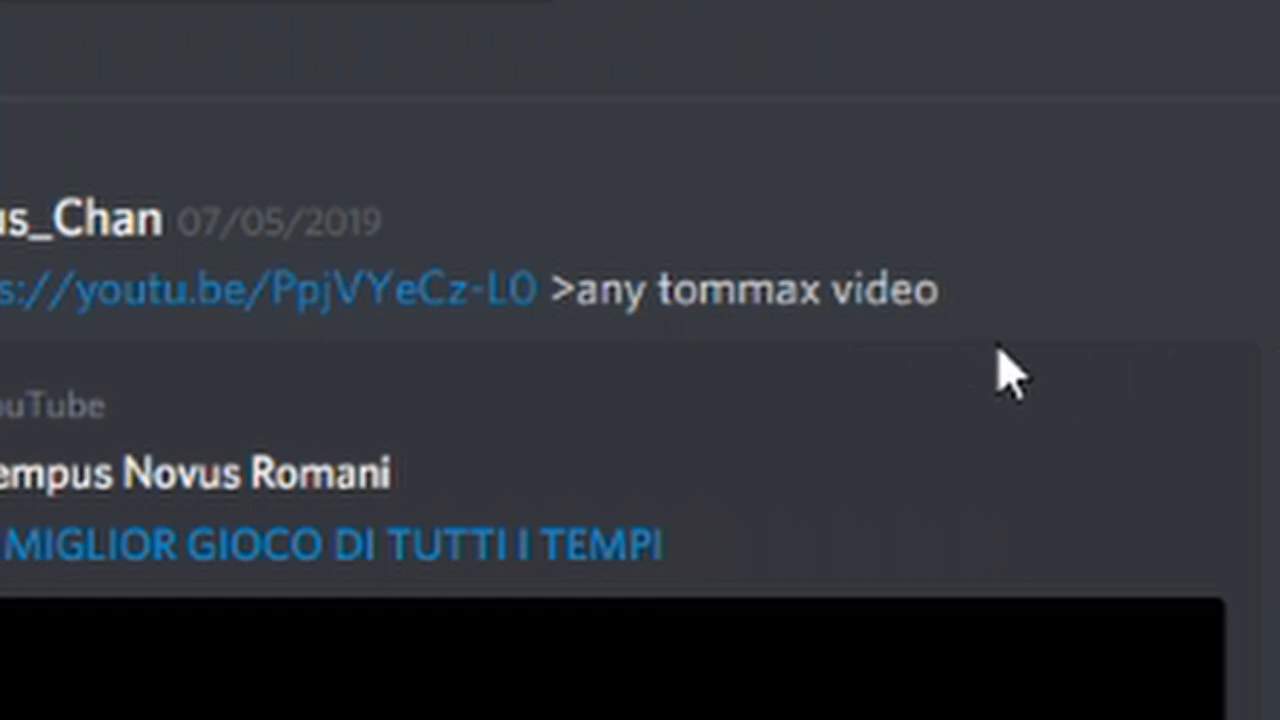 us_Chan 07/05/2019
s://youtu.be/PpjVYeCz-L0 >any tommax video
ouTube
empus Novus Romani
MIGLIOR GIOCO DI TUTTI I TEMPI